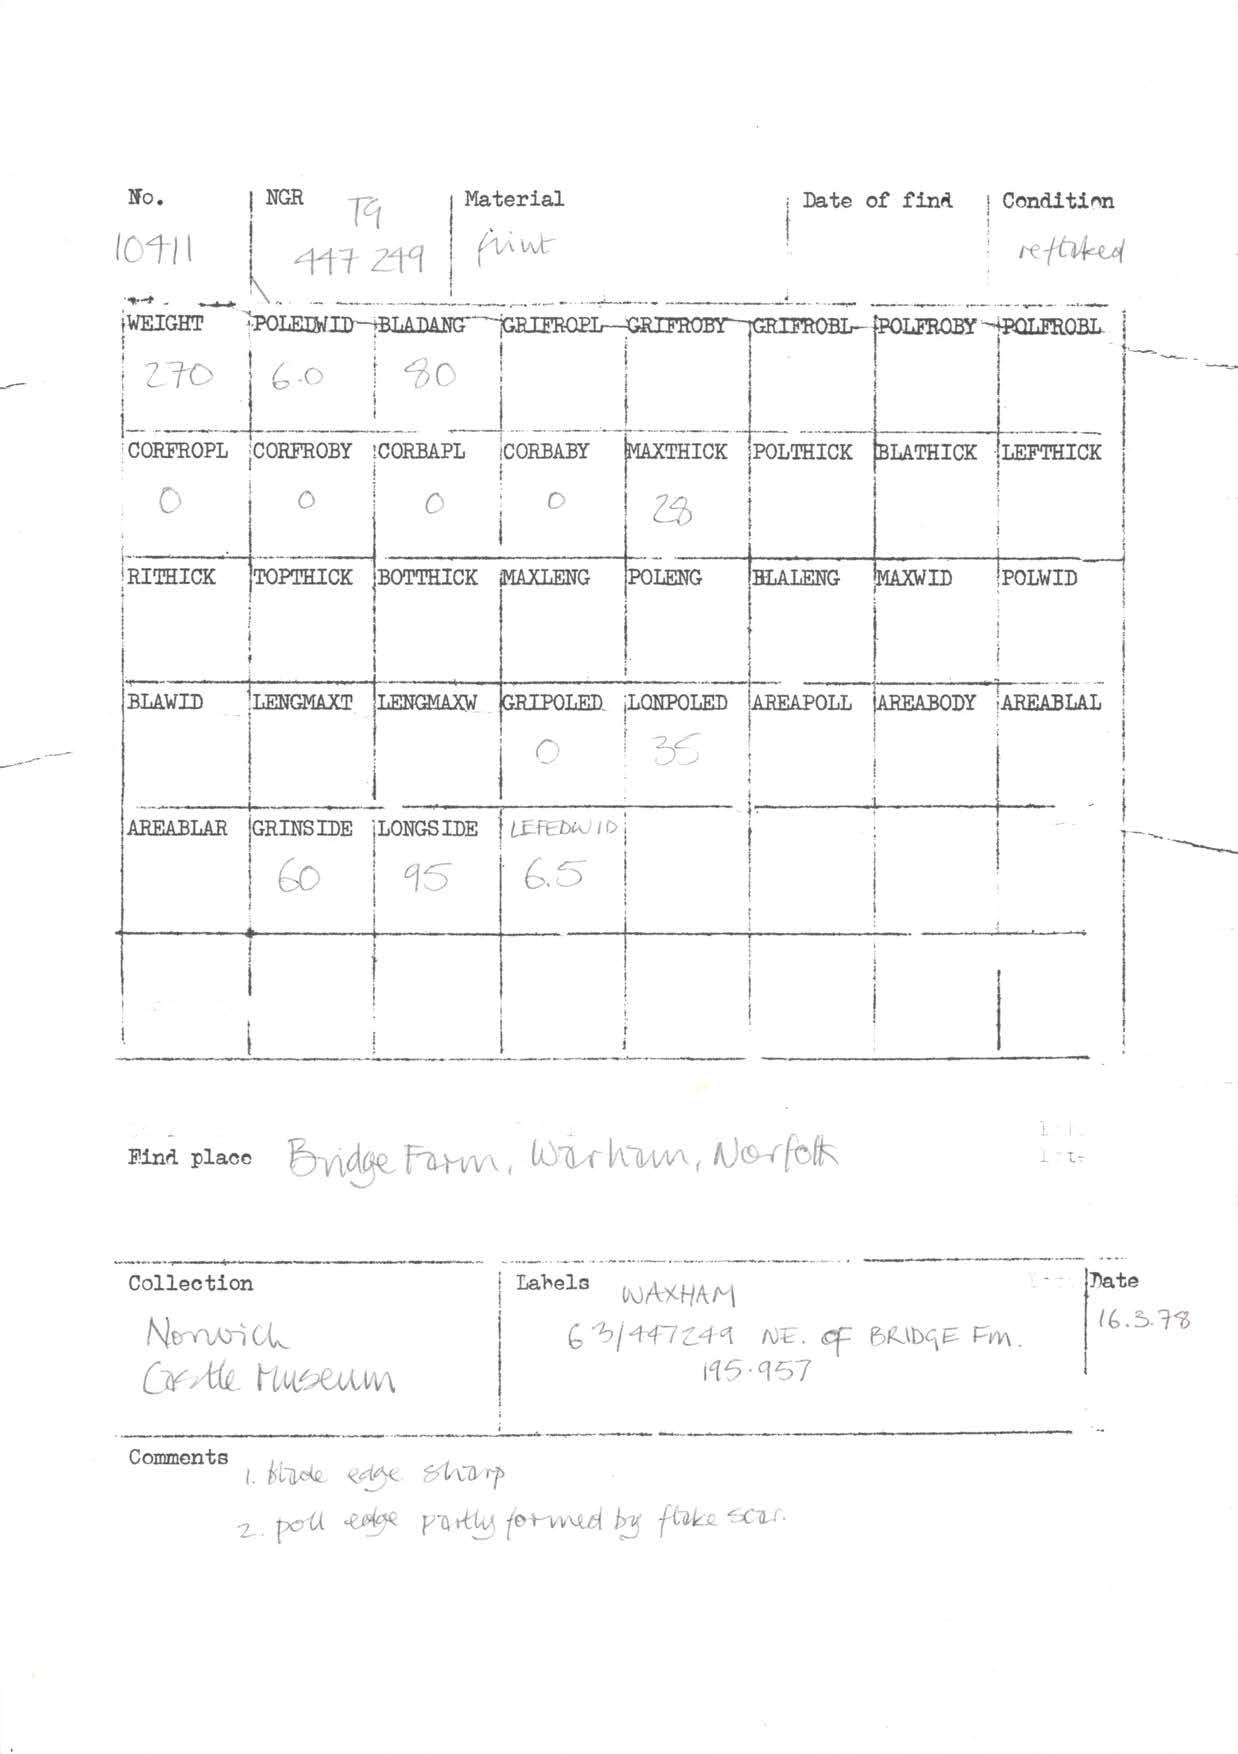 No. NGR Material Date of find Condition
TG
10411 447 249 flint reflaked
WEIGHT POLEDWID BLADANG GRIFROPL GRIFROBY GRIFROBL POLFROBY POLFROBL
270 6.0 80
CORFROPL CORFROBY CORBAPL CORBABY MAXTHICK POLTHICK BLATHICK LEFTHICK
0 0 0 0 28
RITHICK TOPTHICK BOTTHICK MAXLENG POLENG BLALENG MAXWID POLWID
BLAWID LENGMAXT LENGMAXW GRIPOLED LONPOLED AREAPOLL AREABODY AREABLAL
0 35
AREABLAR GRINSIDE LONGSIDE LEFEDWID
60 95 6.5
Find place Bridge Farm, Warham, Norfolk
Collection
Norwich
Castle Museum
Labels WAXHAM
63/447249 NE. OF BRIDGE Fm.
195.957
Date
16.3.78
Comments 1. blade edge sharp
2. poll edge partly formed by flake scar.